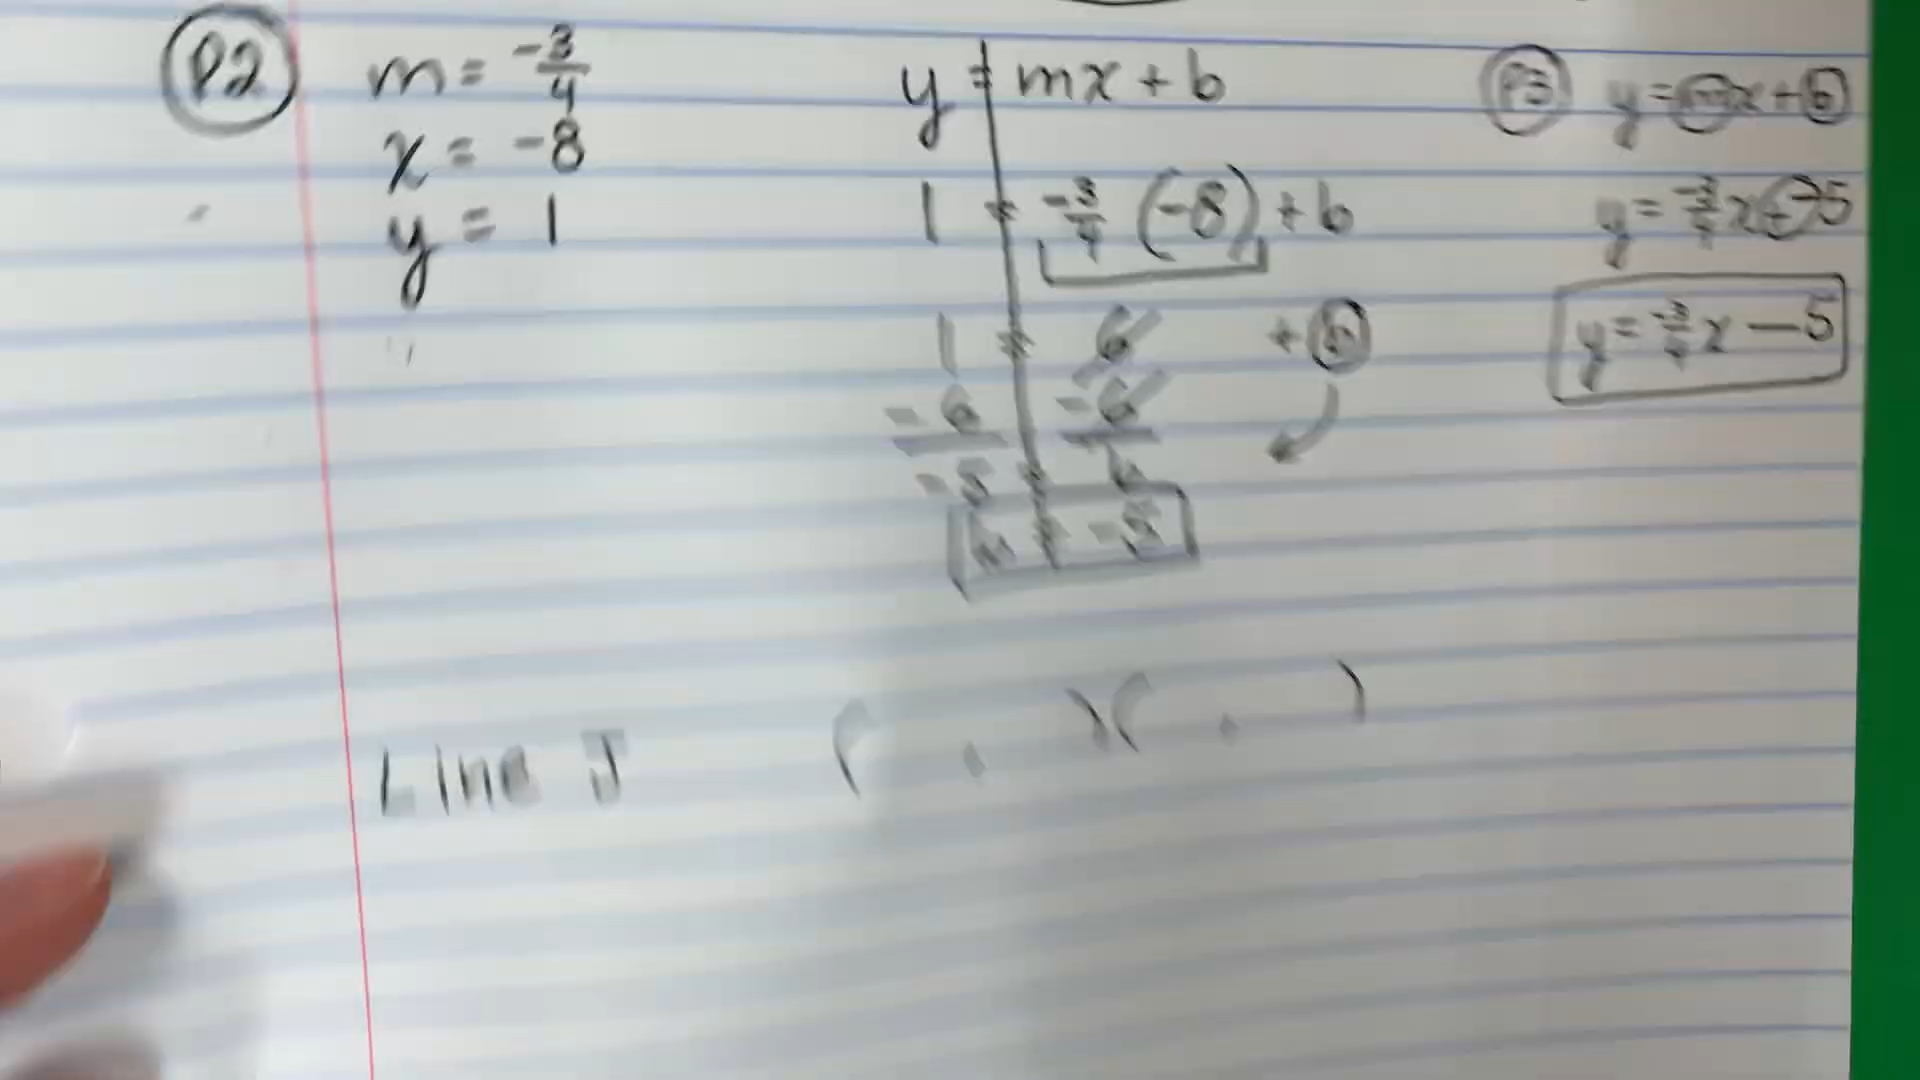 P2
m = -3/4
x = -8
y = 1
y = mx + b
1 = -3/4 (-8) + b
1 = 6 + b
-6 -6
-5 = b
b = -5
P3 y = mx + b
y = -3/4 x + -5
y = -3/4 x - 5
Line J ( , )( , )